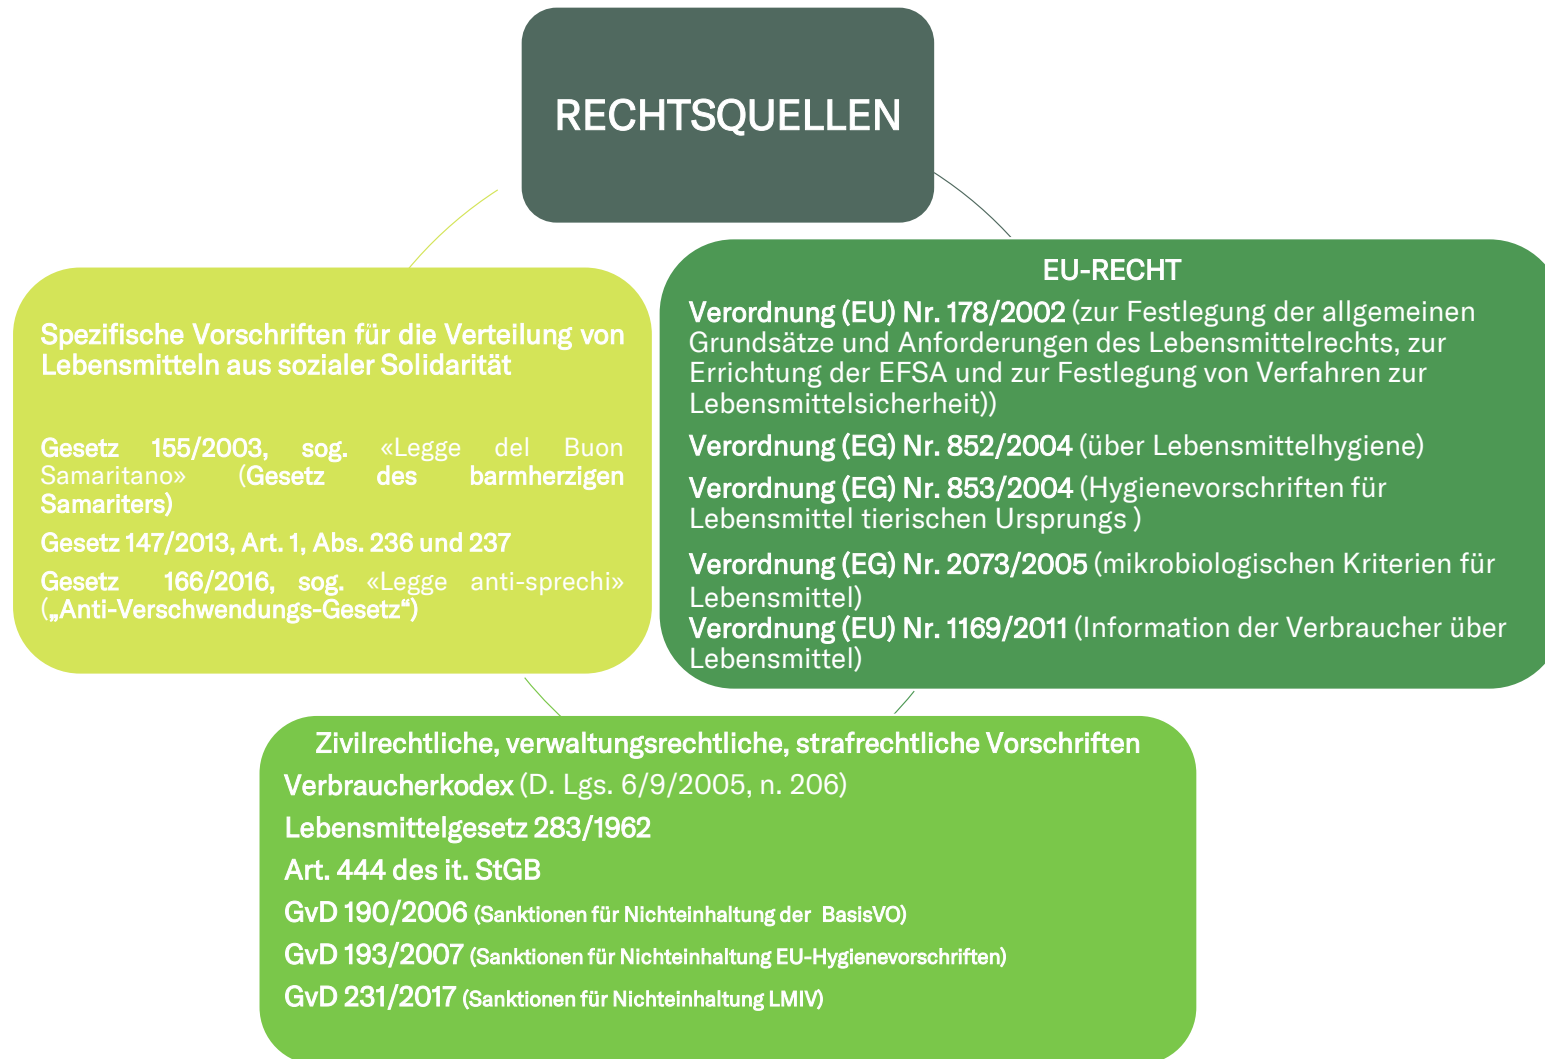 RECHTSQUELLEN
EU-RECHT
Verordnung (EU) Nr. 178/2002 (zur Festlegung der allgemeinen
Grundsätze und Anforderungen des Lebensmittelrechts, zur
Errichtung der EFSA und zur Festlegung von Verfahren zur
Lebensmittelsicherheit))
Verordnung (EG) Nr. 852/2004 (über Lebensmittelhygiene)
Verordnung (EG) Nr. 853/2004 (Hygienevorschriften für
Lebensmittel tierischen Ursprungs )
Verordnung (EG) Nr. 2073/2005 (mikrobiologischen Kriterien für
Lebensmittel)
Verordnung (EU) Nr. 1169/2011 (Information der Verbraucher über
Lebensmittel)
Spezifische Vorschriften für die Verteilung von
Lebensmitteln aus sozialer Solidarität
Gesetz 155/2003, sog. «Legge del Buon
Samaritano» (Gesetz des barmherzigen
Samariters)
Gesetz 147/2013, Art. 1, Abs. 236 und 237
Gesetz 166/2016, sog. «Legge anti-sprechi»
(„Anti-Verschwendungs-Gesetz“)
Zivilrechtliche, verwaltungsrechtliche, strafrechtliche Vorschriften
Verbraucherkodex (D. Lgs. 6/9/2005, n. 206)
Lebensmittelgesetz 283/1962
Art. 444 des it. StGB
GvD 190/2006 (Sanktionen für Nichteinhaltung der BasisVO)
GvD 193/2007 (Sanktionen für Nichteinhaltung EU-Hygienevorschriften)
GvD 231/2017 (Sanktionen für Nichteinhaltung LMIV)